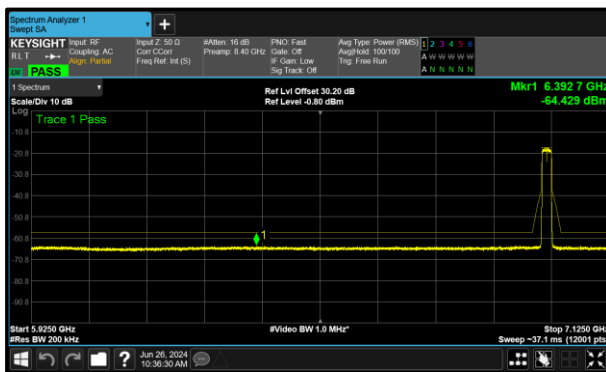 Spectrum Analyzer 1
Swept SA
KEYSIGHT Input: RF Input Z: 50 Ω #Atten: 16 dB PNO: Fast Avg Type: Power (RMS) 1 2 3 4 5 6
RLT Coupling: AC Corr CCorr Preamp: 8.40 GHz Gate: Off Avg|Hold: 100/100 A W W W W W
Align: Partial Freq Ref: Int (S) IF Gain: Low Trig: Free Run
Sig Track: Off A N N N N N
PASS
1 Spectrum Ref Lvl Offset 30.20 dB Mkr1 6.392 7 GHz
Scale/Div 10 dB Ref Level -0.80 dBm -64.429 dBm
Log Trace 1 Pass
-10.8
-20.8
-30.8
-40.8
-50.8
1
-60.8
-70.8
-80.8
-90.8
Start 5.9250 GHz #Video BW 1.0 MHz* Stop 7.1250 GHz
#Res BW 200 kHz Sweep ~37.1 ms (12001 pts)
? Jun 26, 2024
10:36:30 AM